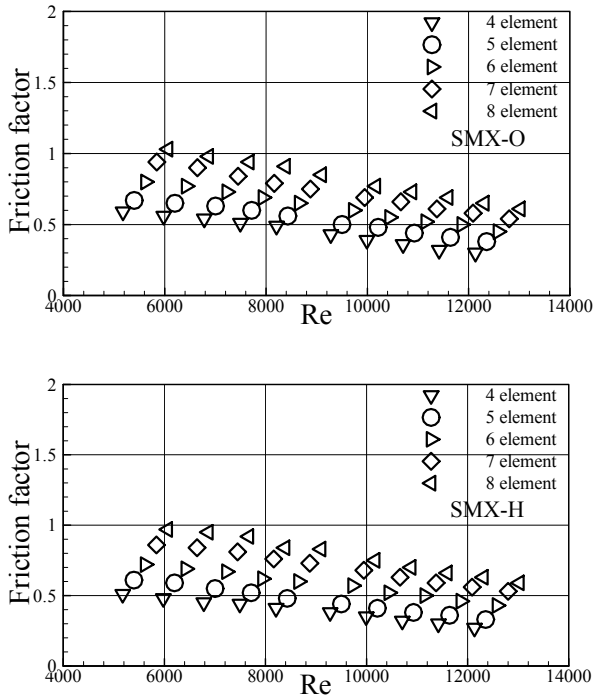 2
1.5
1
0.5
0
Friction factor
4 element
5 element
6 element
7 element
8 element
SMX-O
4000 6000 8000 10000 12000 14000
Re
2
1.5
1
0.5
0
Friction factor
4 element
5 element
6 element
7 element
8 element
SMX-H
4000 6000 8000 10000 12000 14000
Re